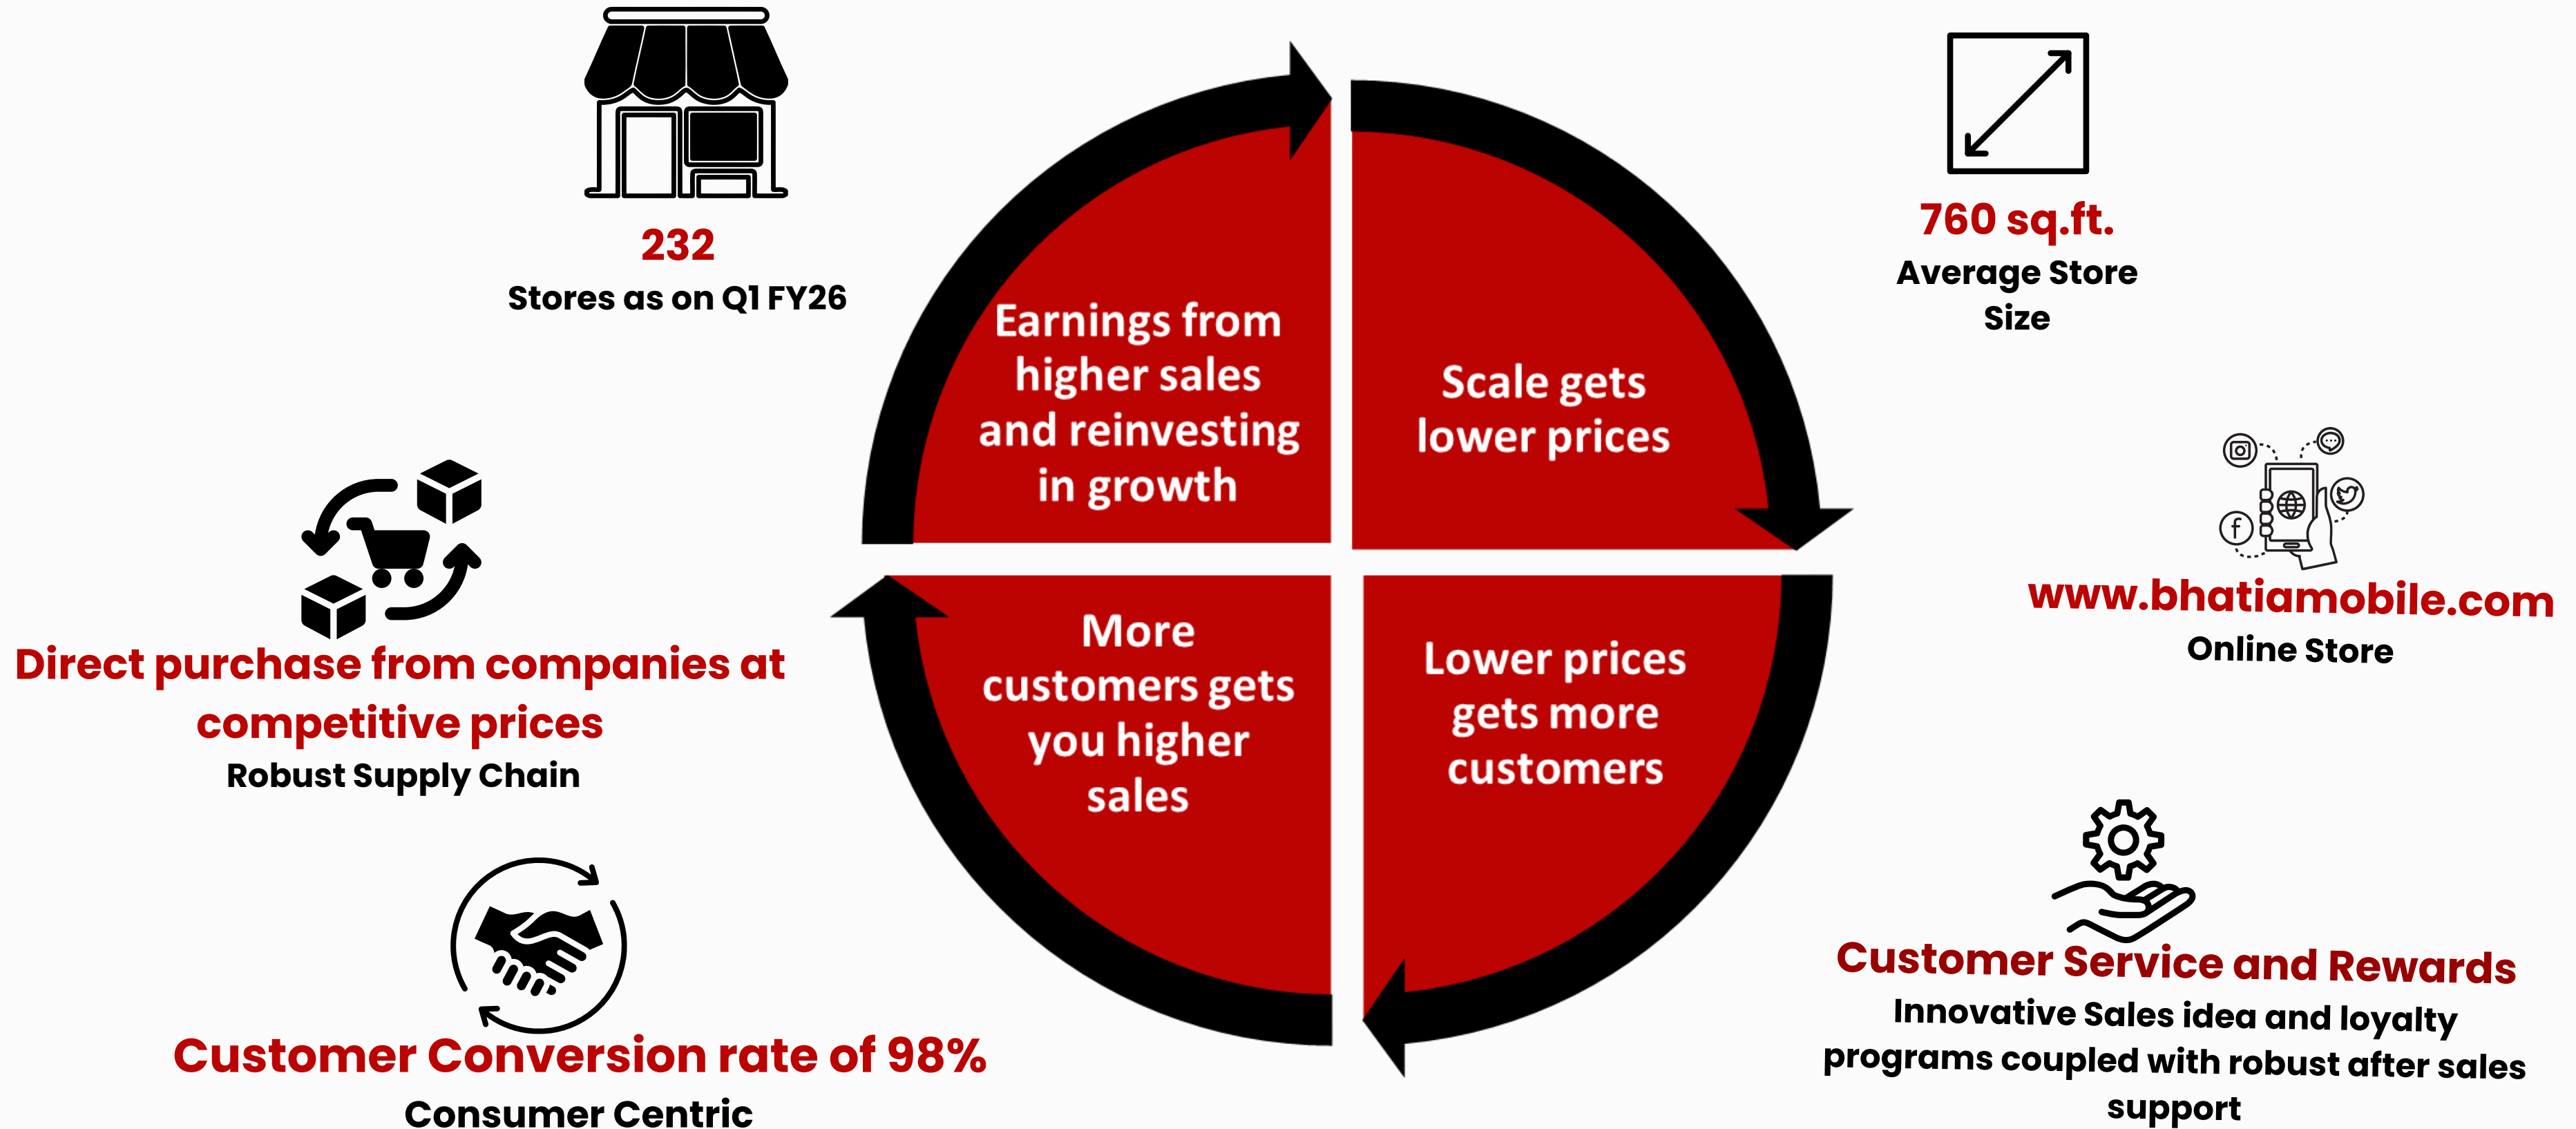 232
Stores as on Q1 FY26
760 sq.ft.
Average Store
Size
Earnings from
higher sales
and reinvesting
in growth
Scale gets
lower prices
Direct purchase from companies at
competitive prices
Robust Supply Chain
www.bhatiamobile.com
Online Store
More
customers gets
you higher
sales
Lower prices
gets more
customers
Customer Conversion rate of 98%
Consumer Centric
Customer Service and Rewards
Innovative Sales idea and loyalty
programs coupled with robust after sales
support